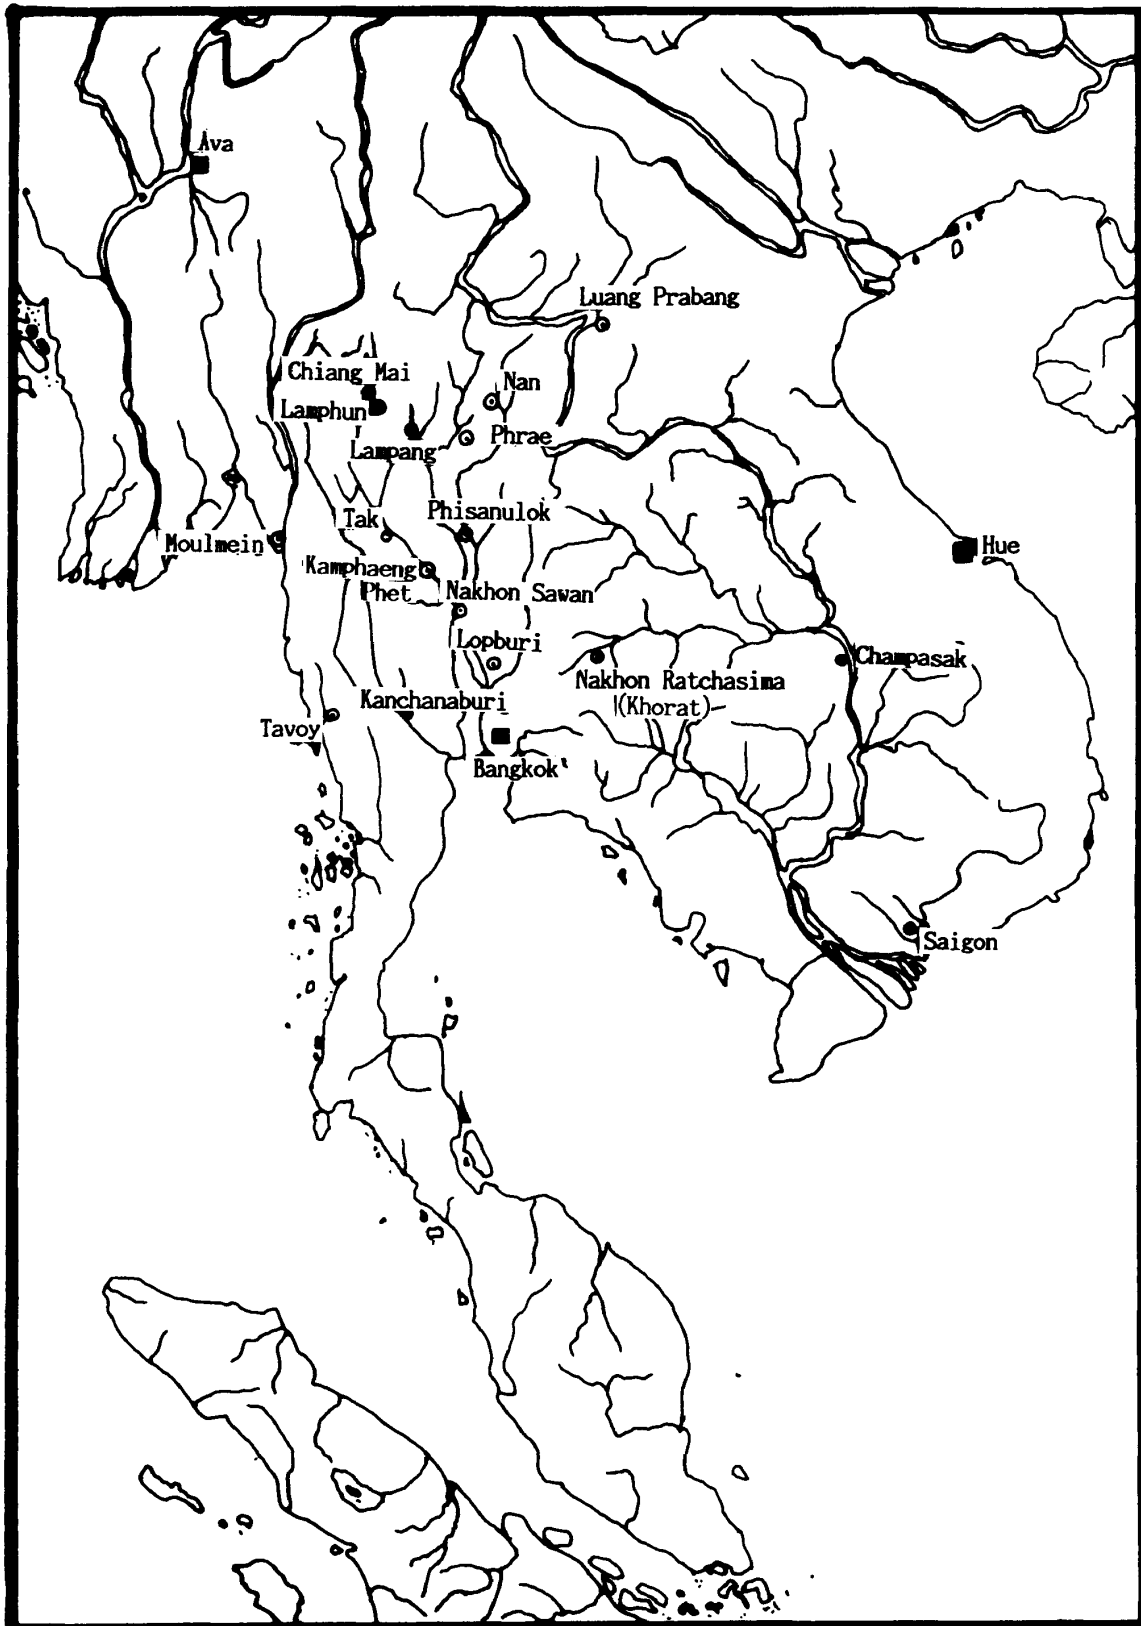 Ava
Luang Prabang
Chiang Mai
Nan
Lamphun
Phrae
Lampang
Tak
Phisanulok
Moulmein
Hue
Kamphaeng
Phet
Nakhon Sawan
Lopburi
Champasak
Nakhon Ratchasima
(Khorat)
Kanchanaburi
Tavoy
Bangkok
Saigon